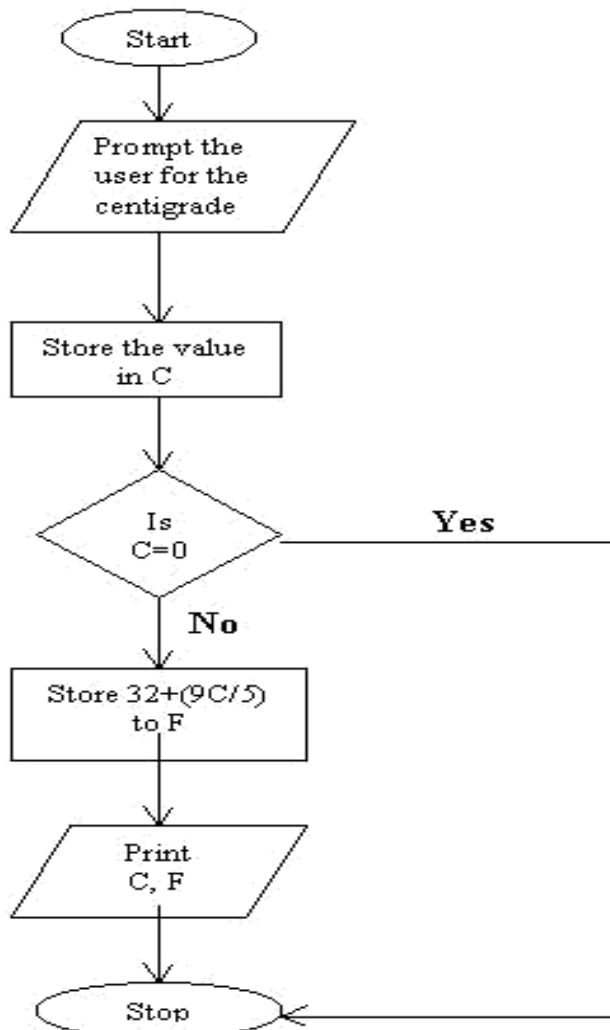 Start
Prompt the
user for the
centigrade
Store the value
in C
Is
C=0
Yes
No
Store 32+(9C/5)
to F
Print
C, F
Stop